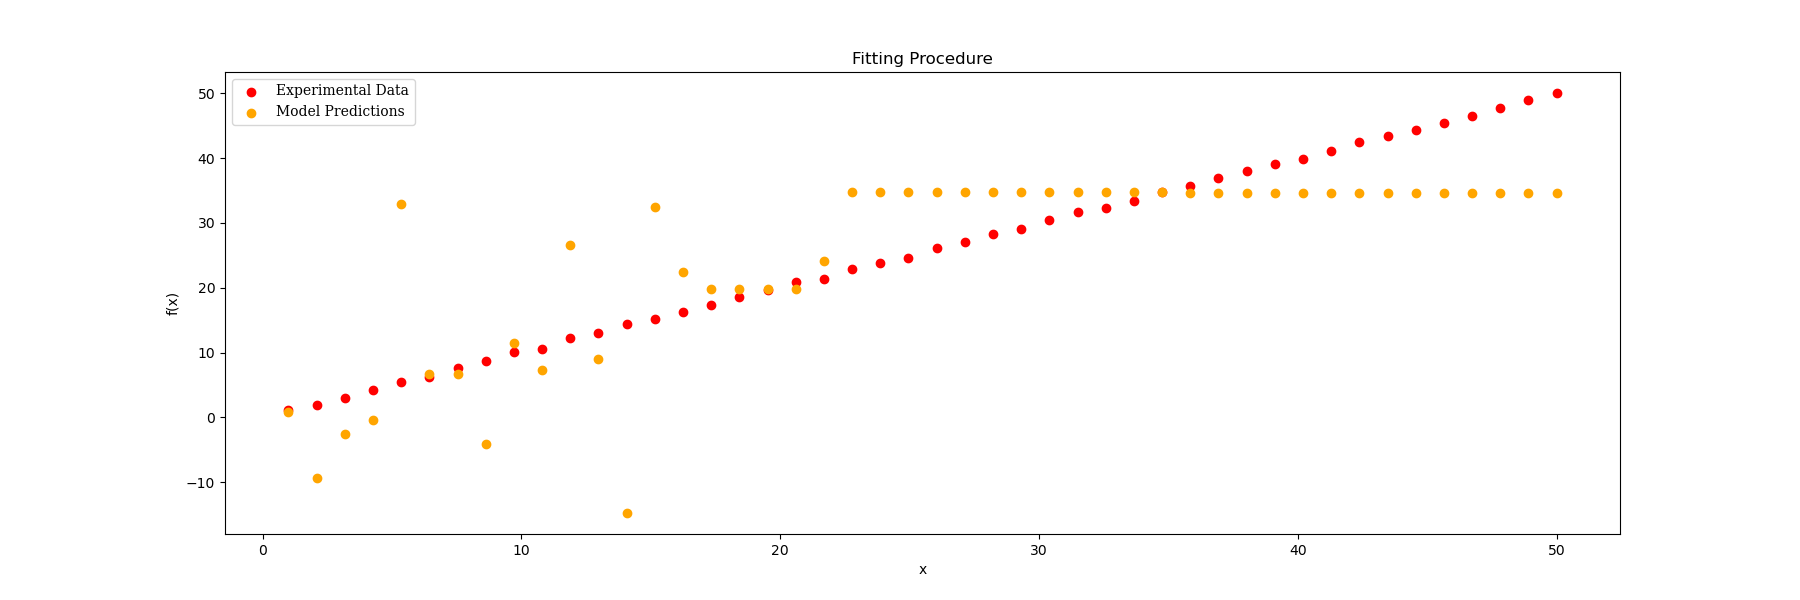 Fitting Procedure
Experimental Data
Model Predictions
50
40
30
20
10
0
−10
f(x)
0 10 20 30 40 50
x